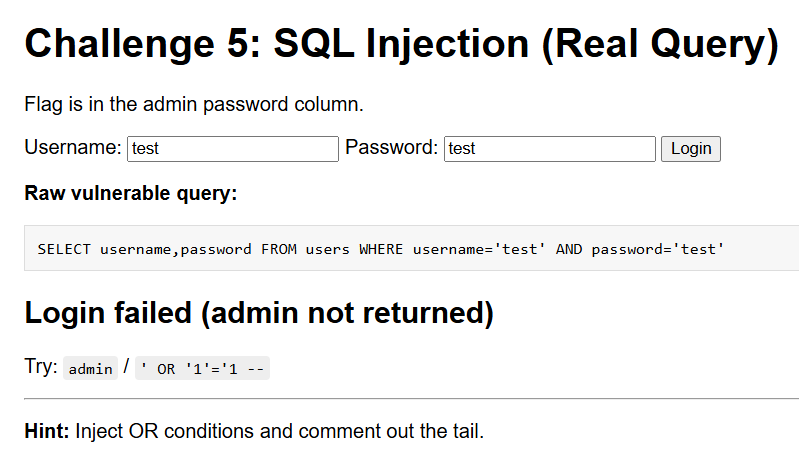 Challenge 5: SQL Injection (Real Query)
Flag is in the admin password column.
Username: test Password: test Login
Raw vulnerable query:
SELECT username,password FROM users WHERE username='test' AND password='test'
Login failed (admin not returned)
Try: admin / ' OR '1'='1 --
Hint: Inject OR conditions and comment out the tail.